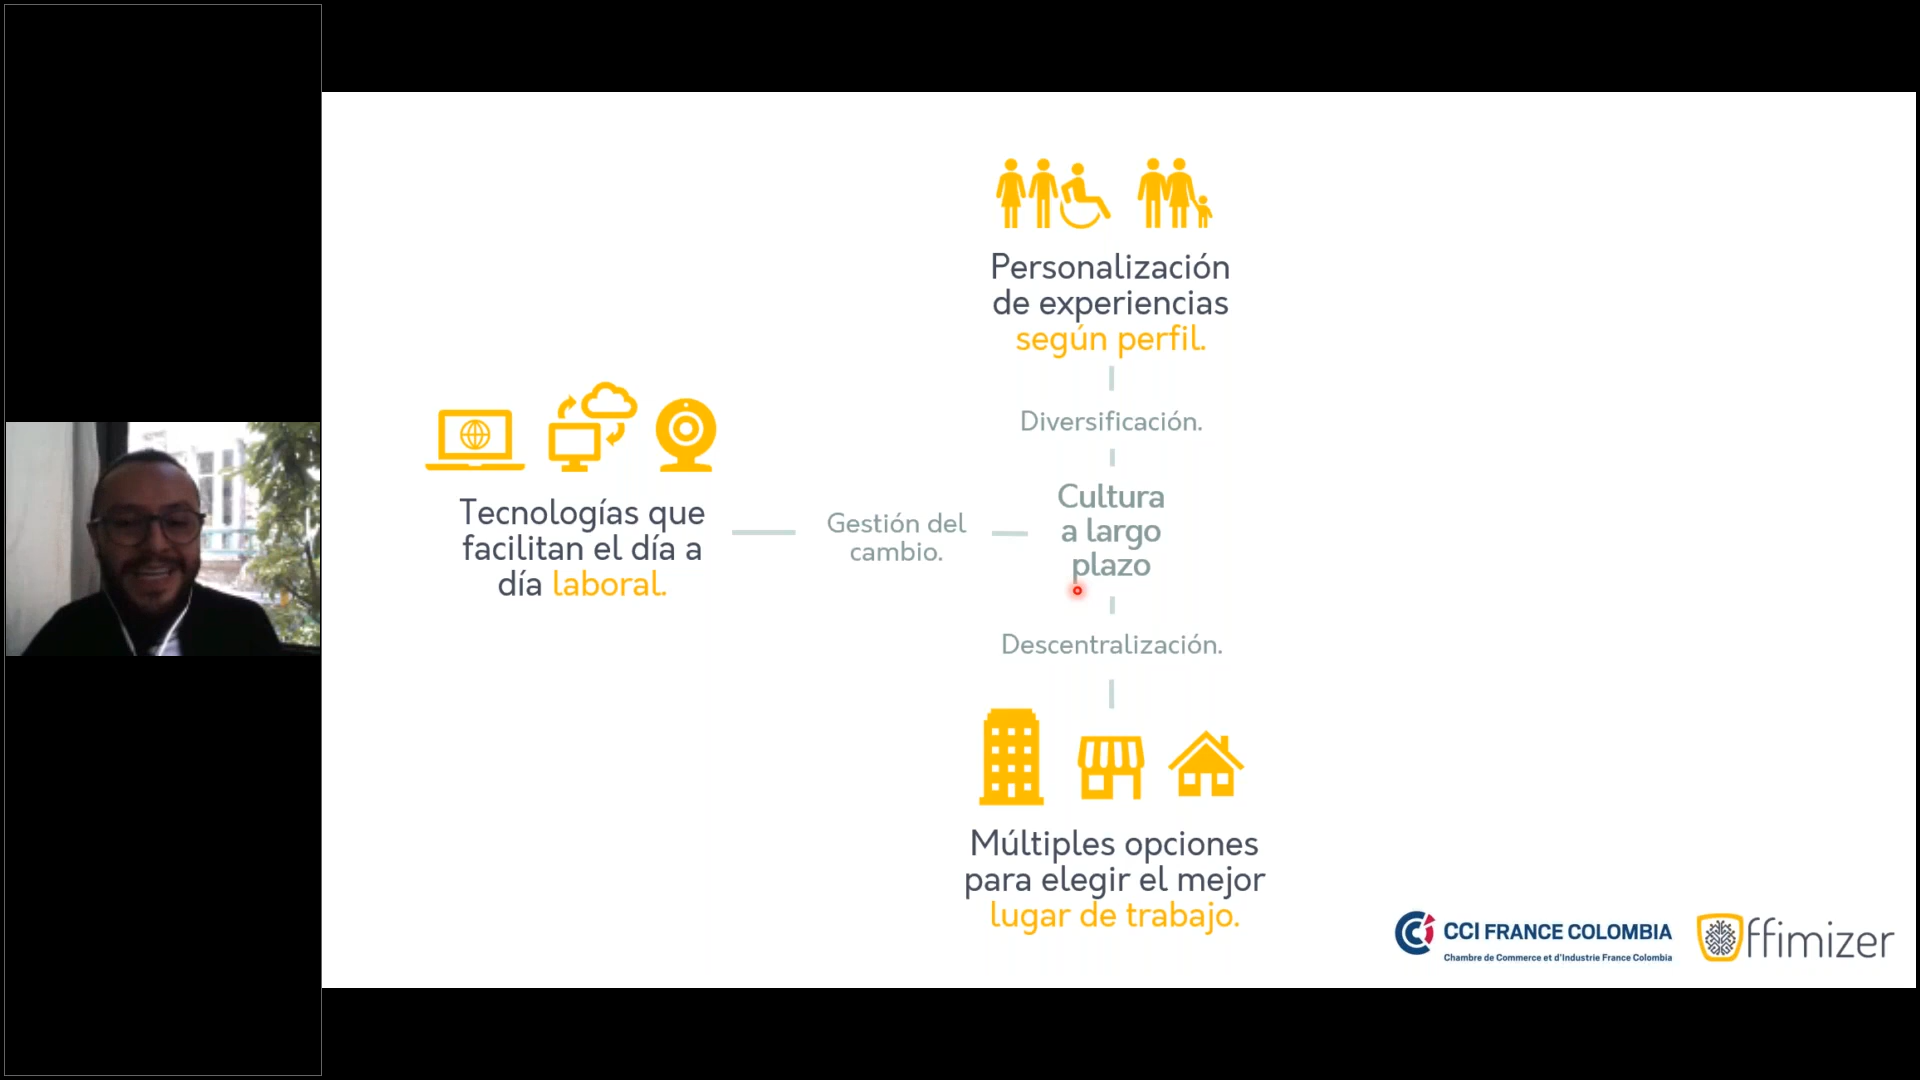 Personalización
de experiencias
según perfil.
Diversificación.
Tecnologías que
facilitan el día a
día laboral.
Gestión del
cambio.
Cultura
a largo
plazo
Descentralización.
Múltiples opciones
para elegir el mejor
lugar de trabajo.
CCI FRANCE COLOMBIA
Chambre de Commerce et d'Industrie France Colombia
ffimizer